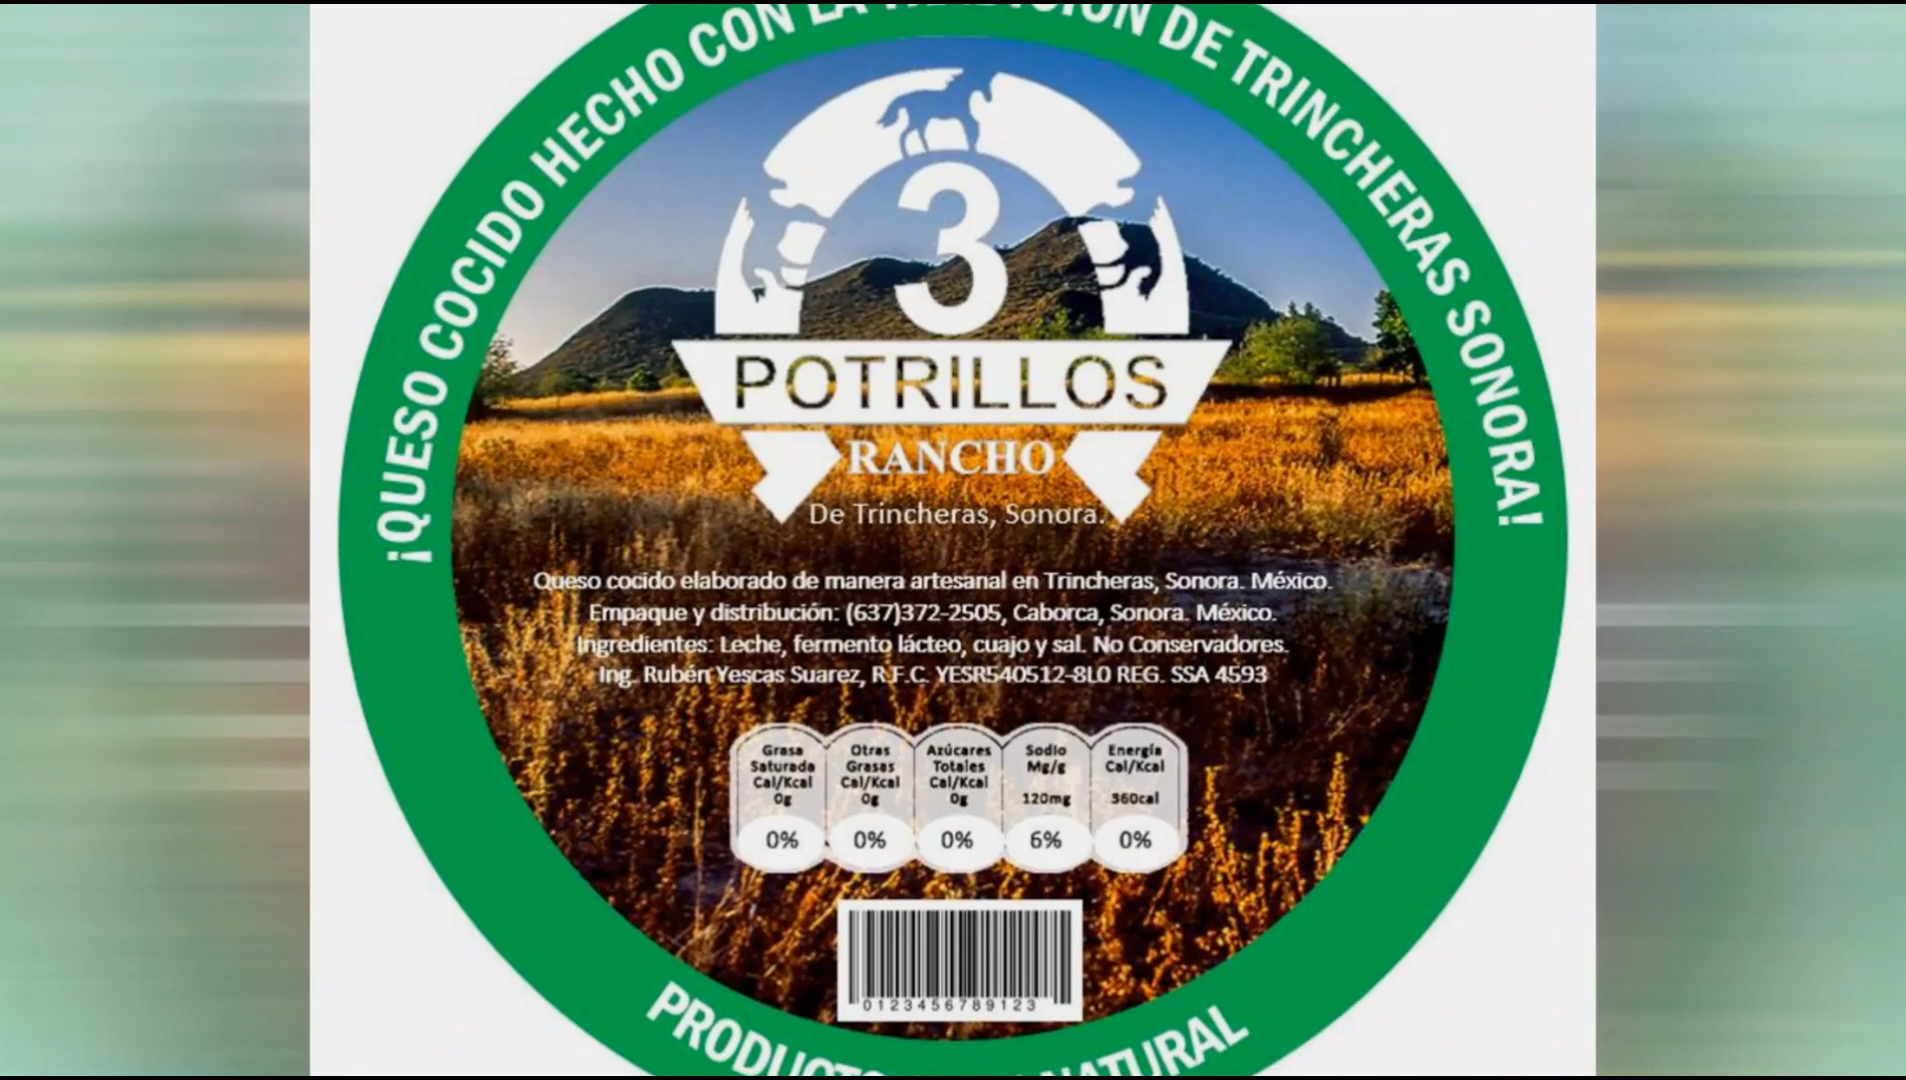 ¡QUESO COCIDO HECHO CON LA TRADICIÓN DE TRINCHERAS SONORA!
3
POTRILLOS
RANCHO
De Trincheras, Sonora.
Queso cocido elaborado de manera artesanal en Trincheras, Sonora. México.
Empaque y distribución: (637)372-2505, Caborca, Sonora. México.
Ingredientes: Leche, fermento lácteo, cuajo y sal. No Conservadores.
Ing. Rubén Yescas Suarez, R.F.C. YESR540512-8L0 REG. SSA 4593
Grasa Saturada Cal/Kcal 0g 0%
Otras Grasas Cal/Kcal 0g 0%
Azúcares Totales Cal/Kcal 0g 0%
Sodio Mg/g 120mg 6%
Energía Cal/Kcal 360cal 0%
0123456789123
PRODUCTO NATURAL